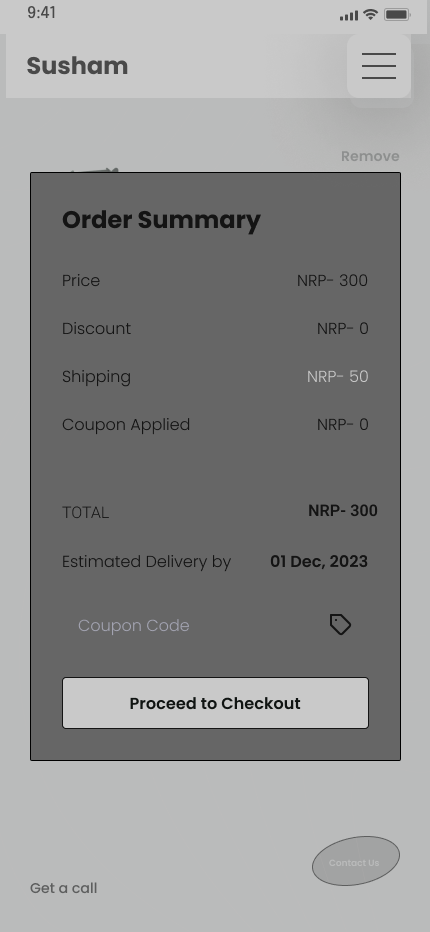 9:41
Susham
Remove
Order Summary
Price NRP- 300
Discount NRP- 0
Shipping NRP- 50
Coupon Applied NRP- 0
TOTAL NRP- 300
Estimated Delivery by 01 Dec, 2023
Coupon Code
Proceed to Checkout
Contact Us
Get a call